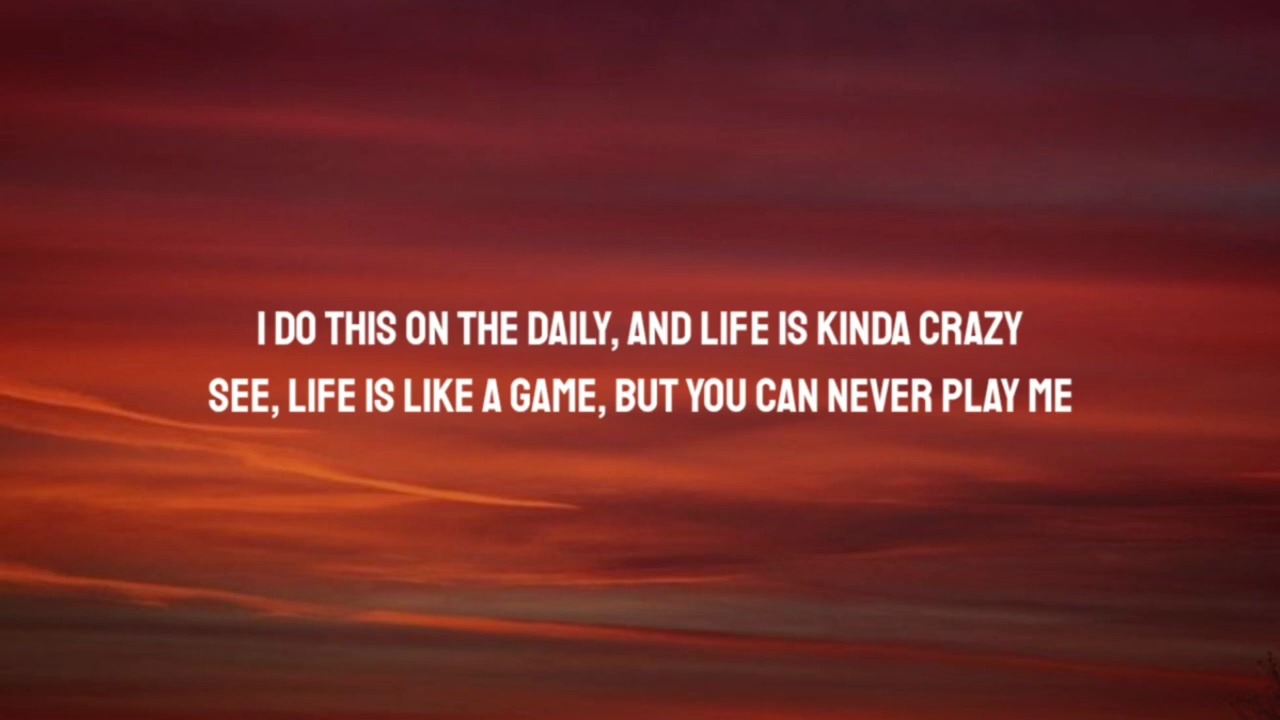 I DO THIS ON THE DAILY, AND LIFE IS KINDA CRAZY
SEE, LIFE IS LIKE A GAME, BUT YOU CAN NEVER PLAY ME